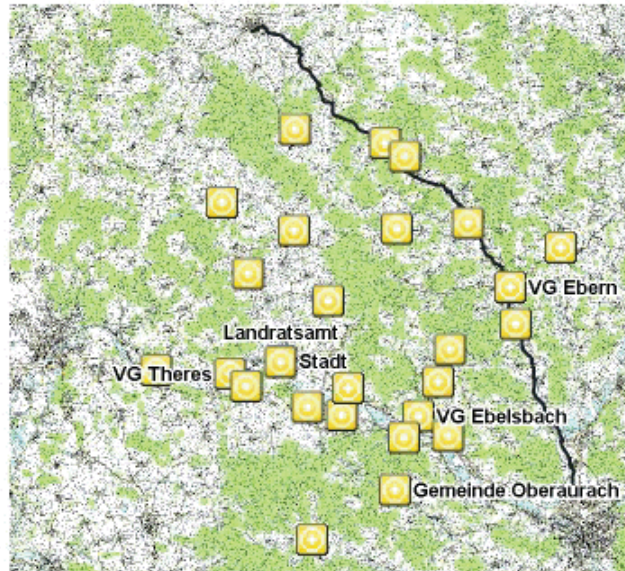 VG Ebern
Landratsamt
Stadt
VG Theres
VG Ebelsbach
Gemeinde Oberaurach